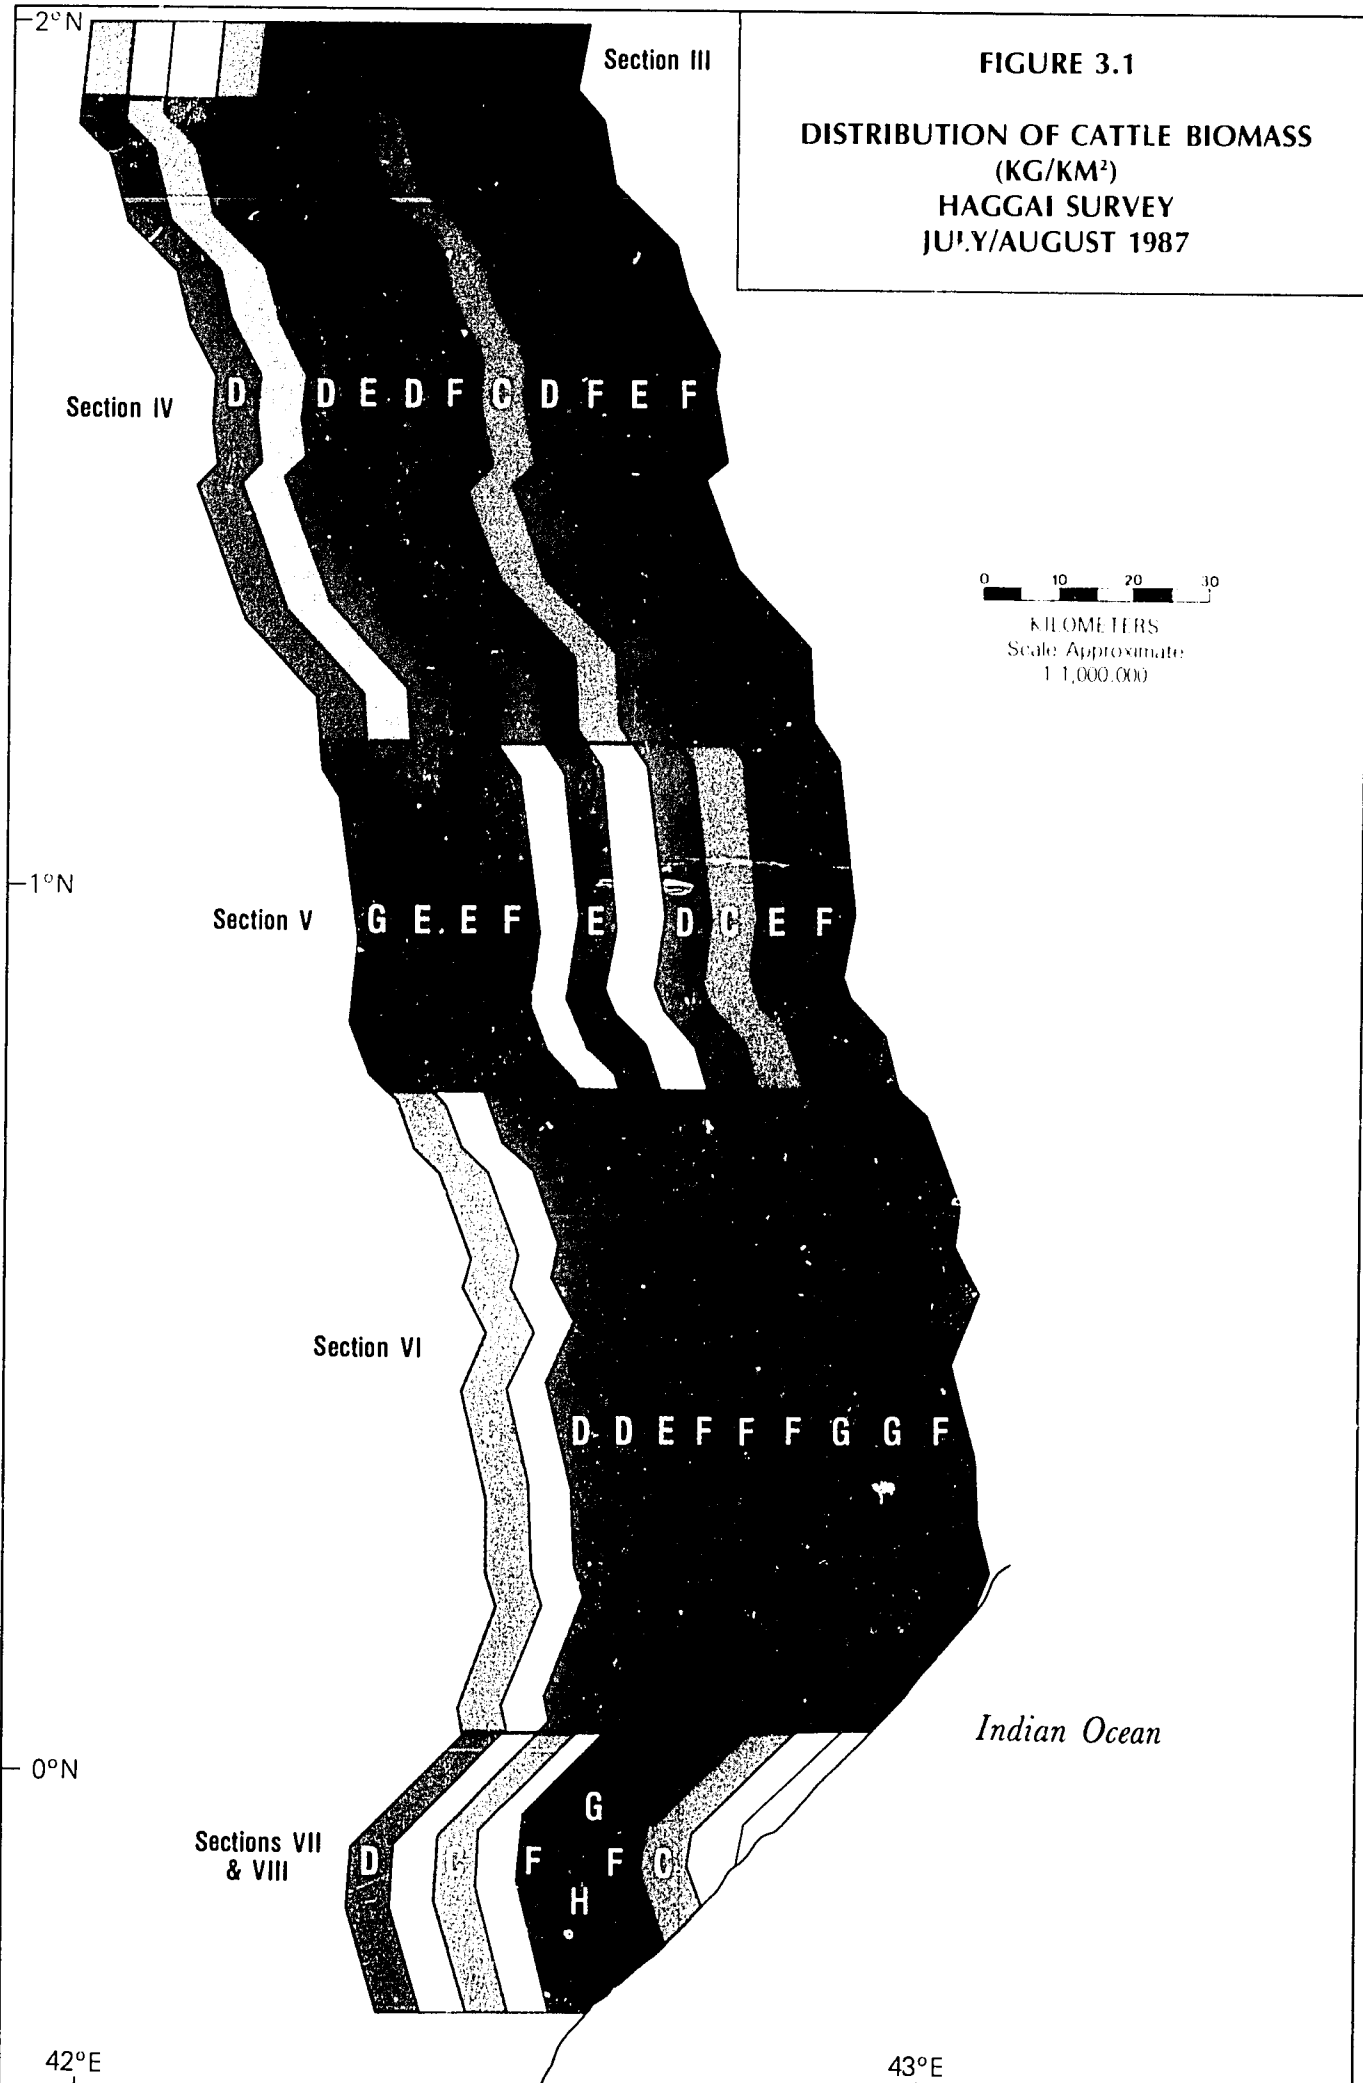 2°N
Section III
FIGURE 3.1
DISTRIBUTION OF CATTLE BIOMASS
(KG/KM²)
HAGGAI SURVEY
JULY/AUGUST 1987
Section IV
D D E D F C D F E F
0 10 20 30
KILOMETERS
Scale Approximate
1 1,000.000
1°N
Section V
G E. E F E D C E F
Section VI
D D E F F F G G F
Indian Ocean
0°N
G
Sections VII
& VIII
D C F F C
H
42°E
43°E